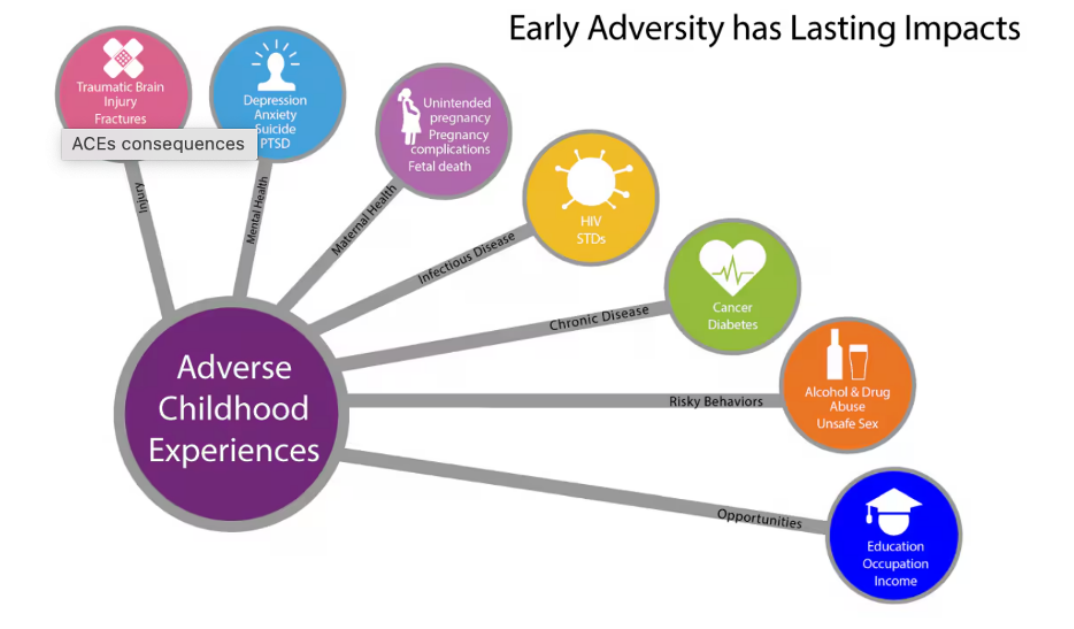 Early Adversity has Lasting Impacts
Traumatic Brain
Injury
Fractures
ACEs consequences
Depression
Anxiety
Suicide
PTSD
Unintended
pregnancy
Pregnancy
complications
Fetal death
HIV
STDs
Cancer
Diabetes
Alcohol & Drug
Abuse
Unsafe Sex
Education
Occupation
Income
Injury
Mental Health
Maternal Health
Infectious Disease
Chronic Disease
Risky Behaviors
Opportunities
Adverse
Childhood
Experiences